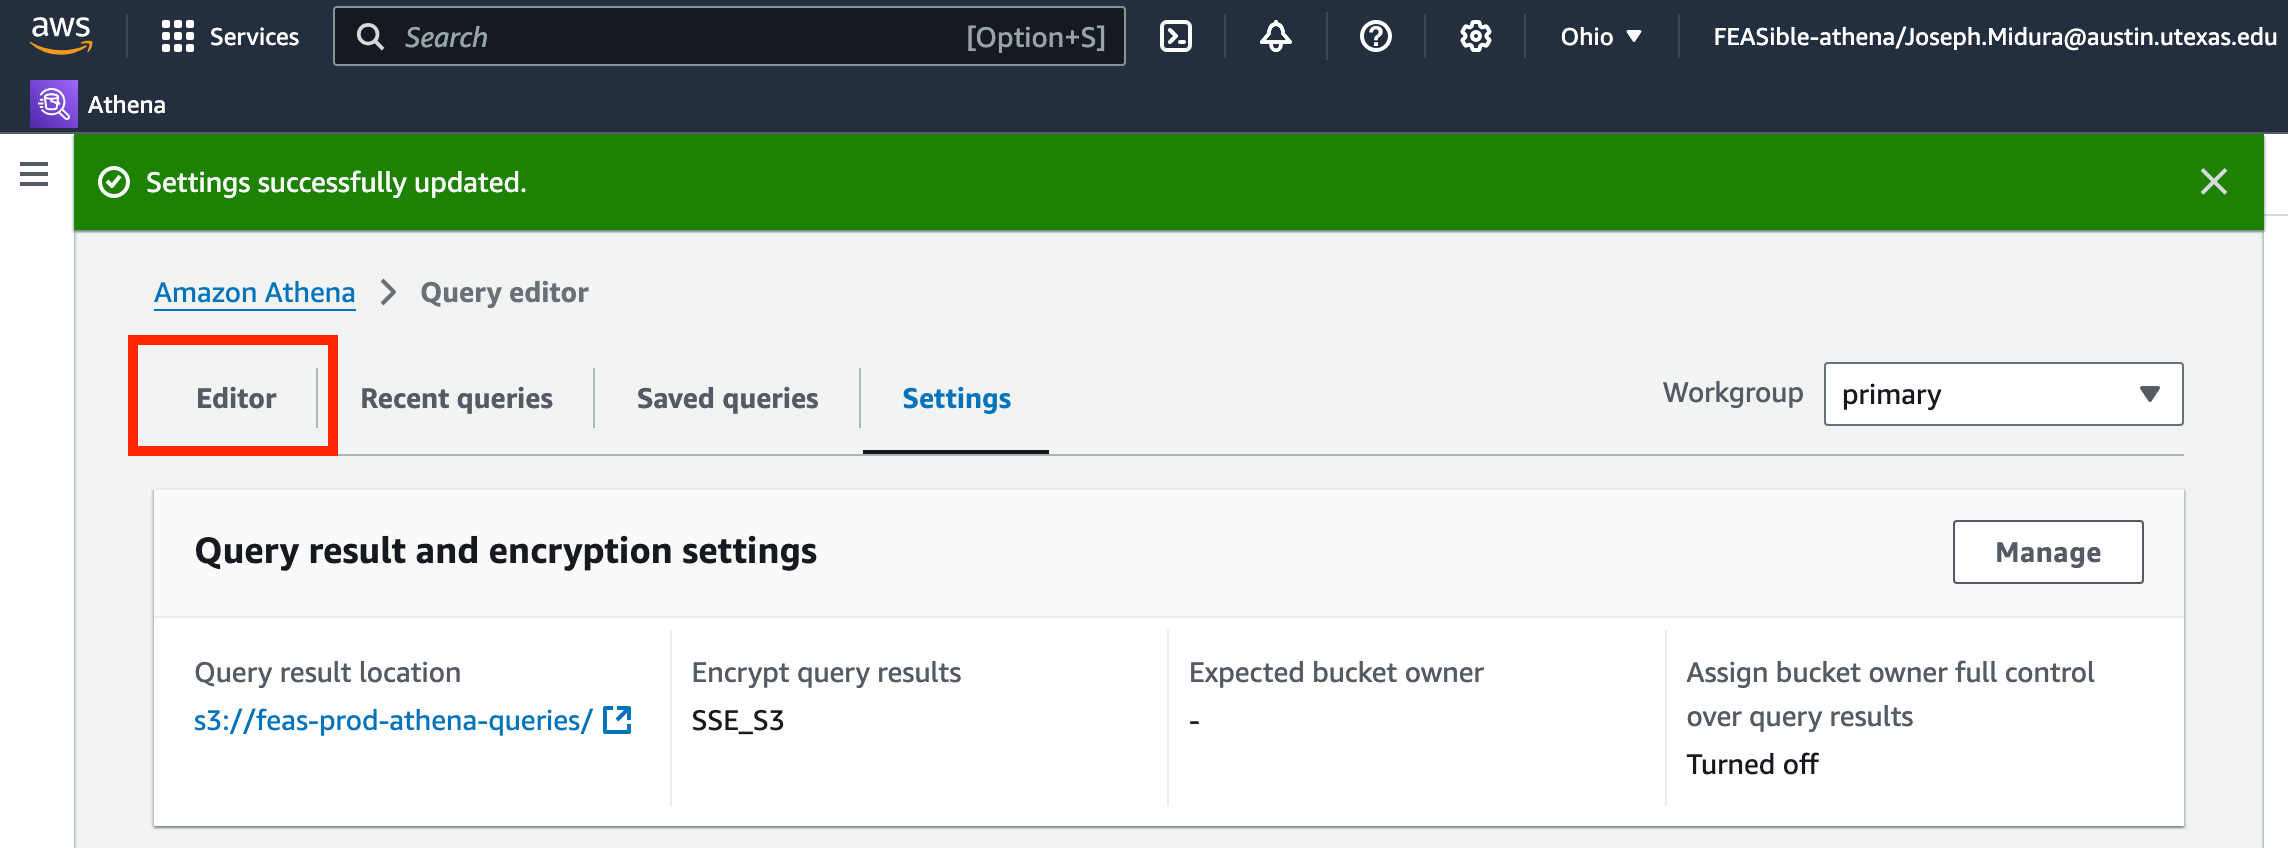 aws Services Search [Option+S] Ohio FEASible-athena/Joseph.Midura@austin.utexas.edu
Athena
Settings successfully updated.
Amazon Athena Query editor
Editor Recent queries Saved queries Settings Workgroup primary
Query result and encryption settings Manage
Query result location
s3://feas-prod-athena-queries/
Encrypt query results
SSE_S3
Expected bucket owner
-
Assign bucket owner full control
over query results
Turned off